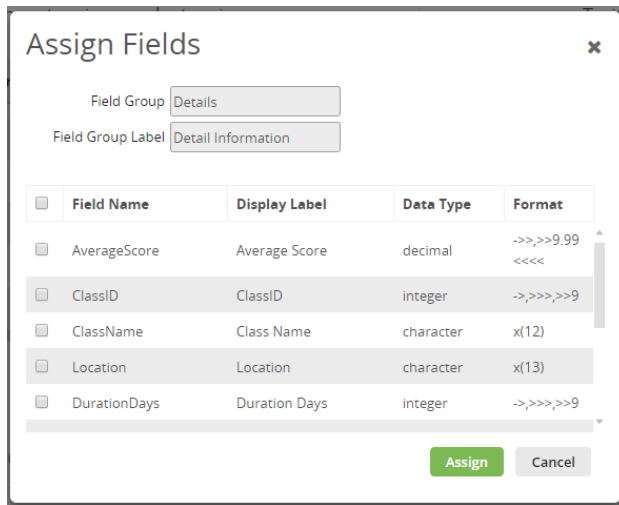 Assign Fields
Field Group Details
Field Group Label Detail Information
Field Name Display Label Data Type Format
AverageScore Average Score decimal ->>,>>9.99
<<<<
ClassID ClassID integer ->,>>>,>>9
ClassName Class Name character x(12)
Location Location character x(13)
DurationDays Duration Days integer ->,>>>,>>9
Assign Cancel